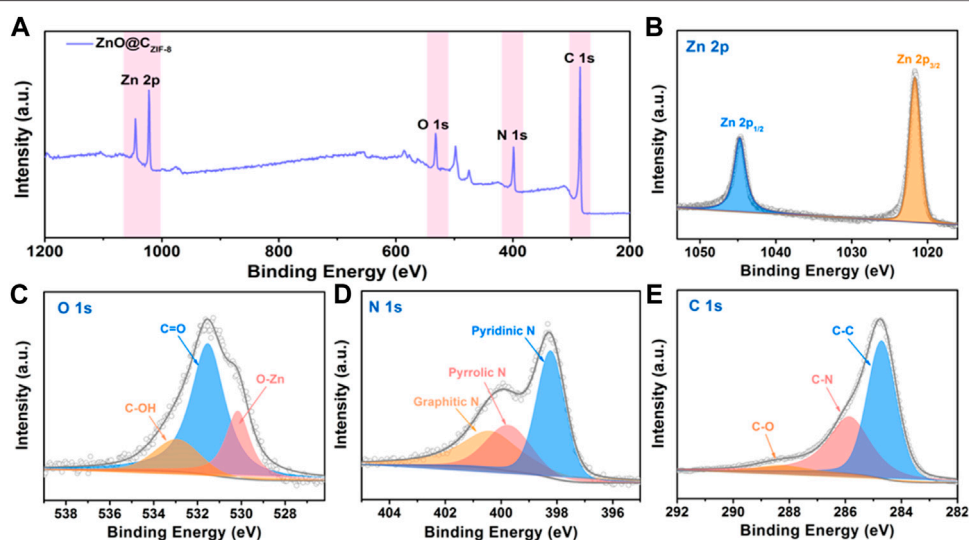 A
ZnO@C_ZIF-8
Zn 2p
O 1s
N 1s
C 1s
Intensity (a.u.)
1200 1000 800 600 400 200
Binding Energy (eV)
B
Zn 2p
Zn 2p_3/2
Zn 2p_1/2
Intensity (a.u.)
1050 1040 1030 1020
Binding Energy (eV)
C
O 1s
C=O
O-Zn
C-OH
Intensity (a.u.)
538 536 534 532 530 528
Binding Energy (eV)
D
N 1s
Pyridinic N
Pyrrolic N
Graphitic N
Intensity (a.u.)
404 402 400 398 396
Binding Energy (eV)
E
C 1s
C-C
C-N
C-O
Intensity (a.u.)
292 290 288 286 284 282
Binding Energy (eV)